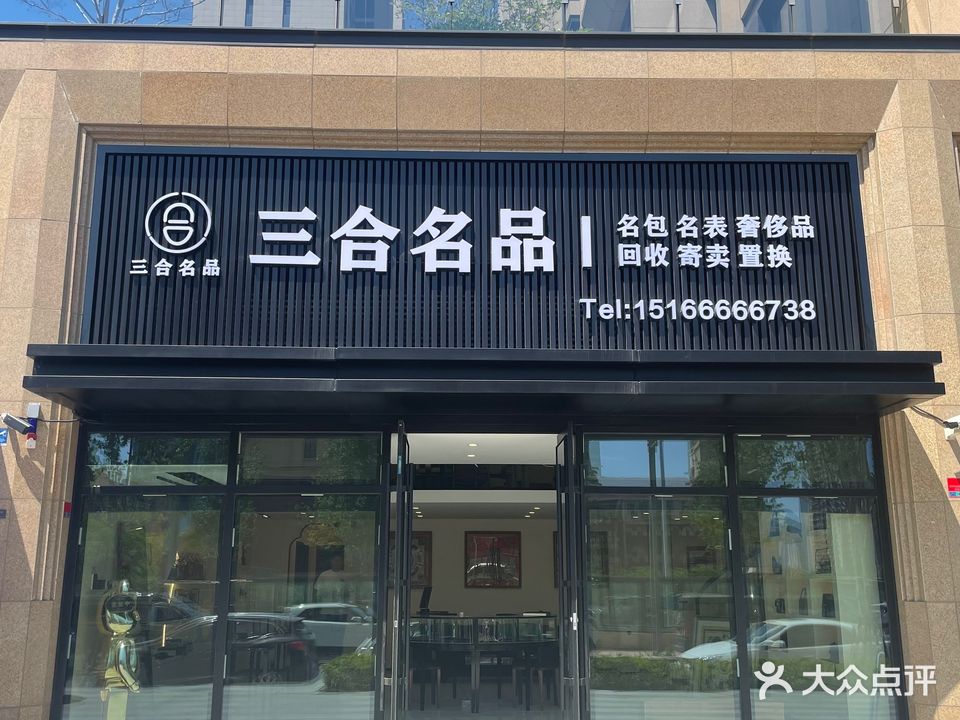 三合名品
三合名品
名包 名表 奢侈品
回收 寄卖 置换
Tel:15166666738
大众点评